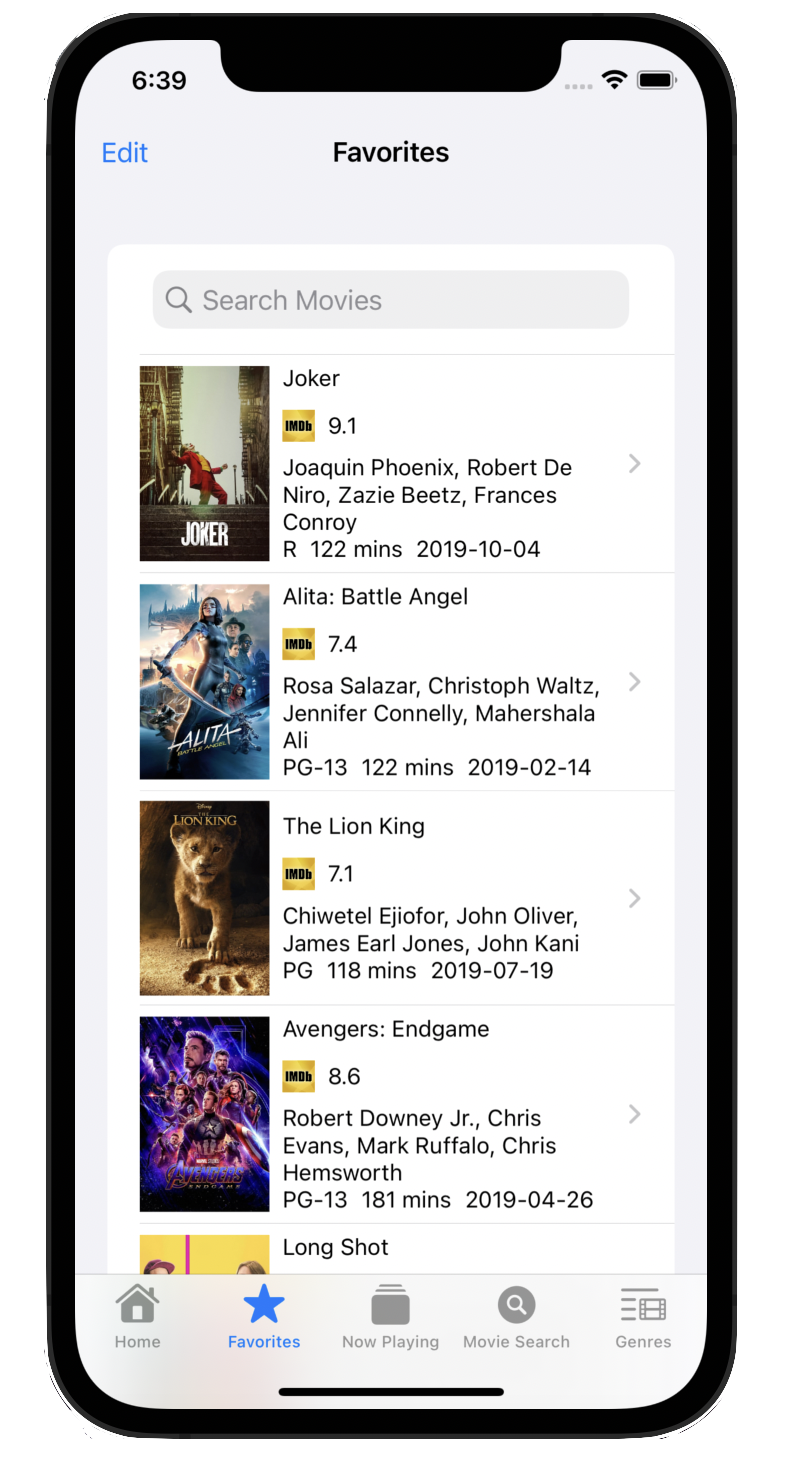 6:39
Edit
Favorites
Search Movies
Joker
IMDb 9.1
Joaquin Phoenix, Robert De
Niro, Zazie Beetz, Frances
Conroy
R 122 mins 2019-10-04
JOKER
Alita: Battle Angel
IMDb 7.4
Rosa Salazar, Christoph Waltz,
Jennifer Connelly, Mahershala
Ali
PG-13 122 mins 2019-02-14
ALITA
BATTLE ANGEL
Disney
THE
LION KING
The Lion King
IMDb 7.1
Chiwetel Ejiofor, John Oliver,
James Earl Jones, John Kani
PG 118 mins 2019-07-19
Avengers: Endgame
IMDb 8.6
Robert Downey Jr., Chris
Evans, Mark Ruffalo, Chris
Hemsworth
PG-13 181 mins 2019-04-26
AVENGERS
ENDGAME
Long Shot
Home
Favorites
Now Playing
Movie Search
Genres